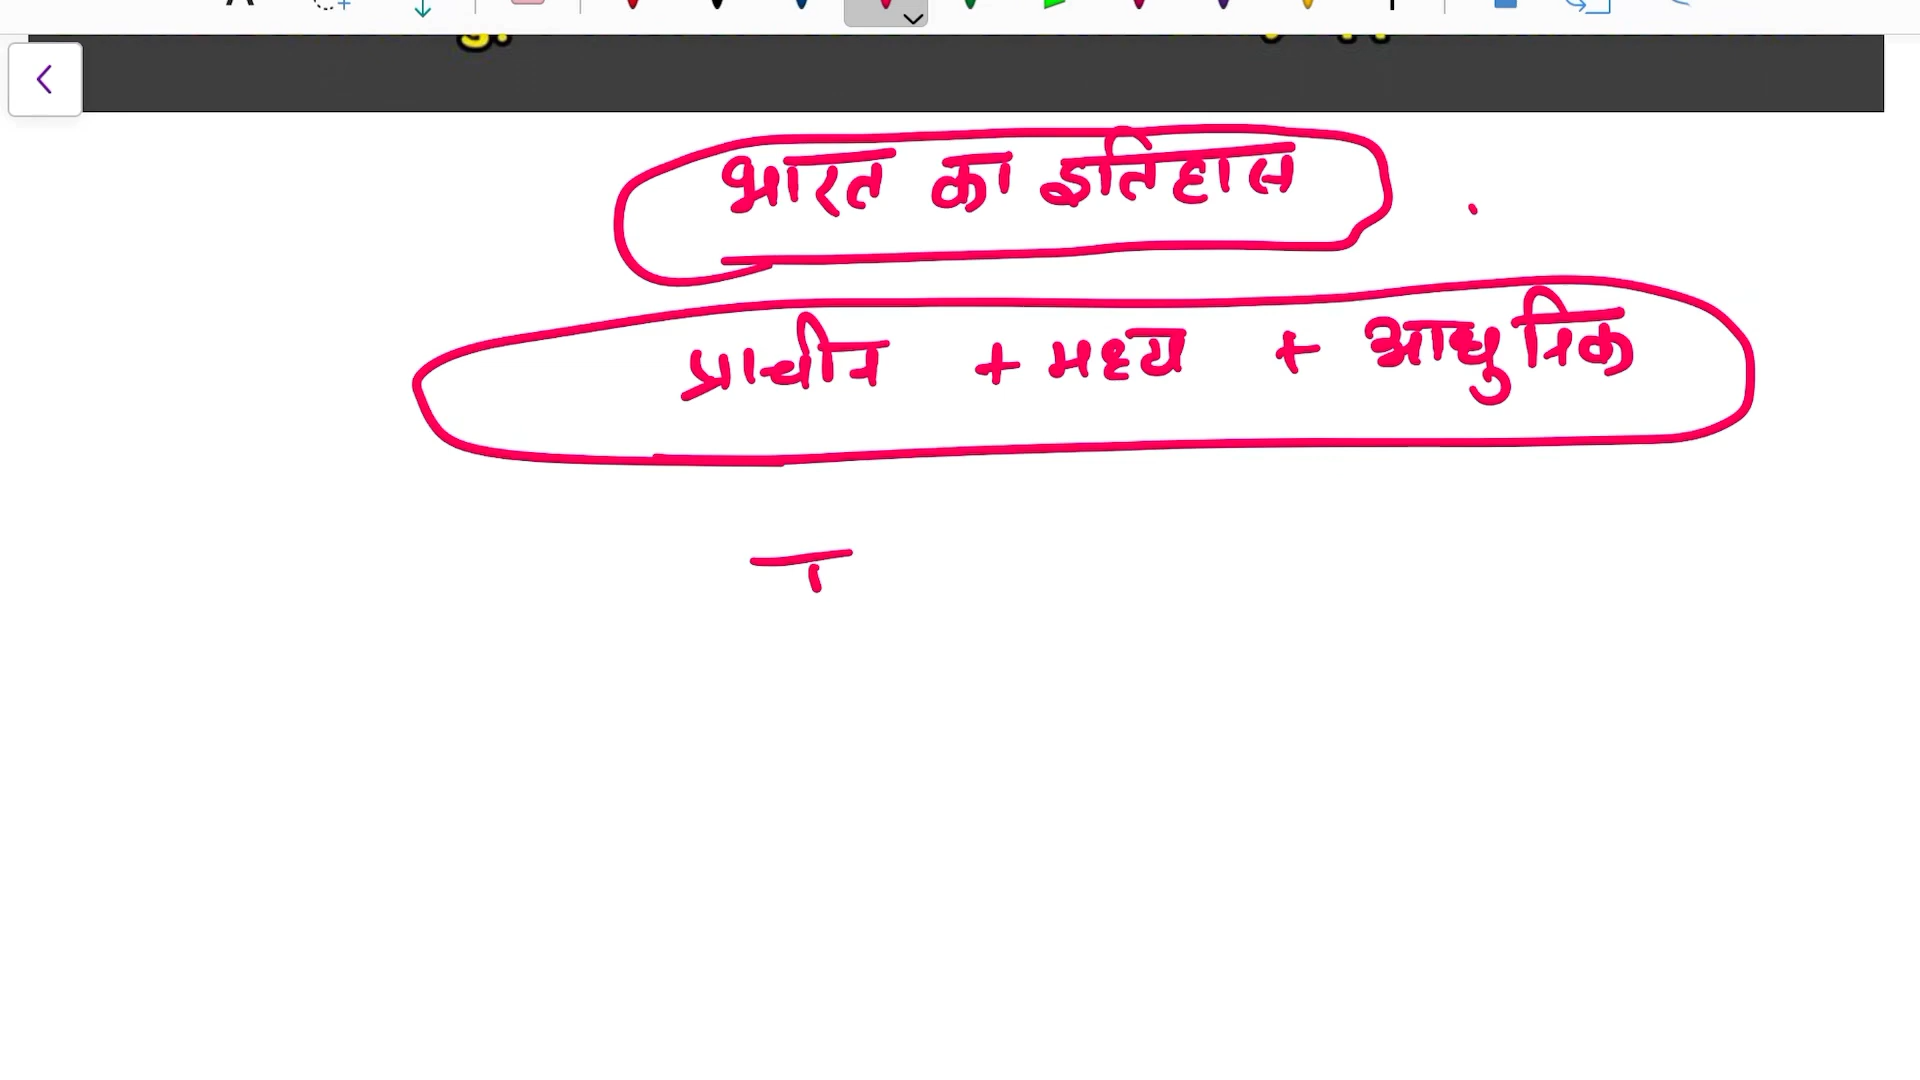 भारत का इतिहास
प्राचीन + मध्य + आधुनिक